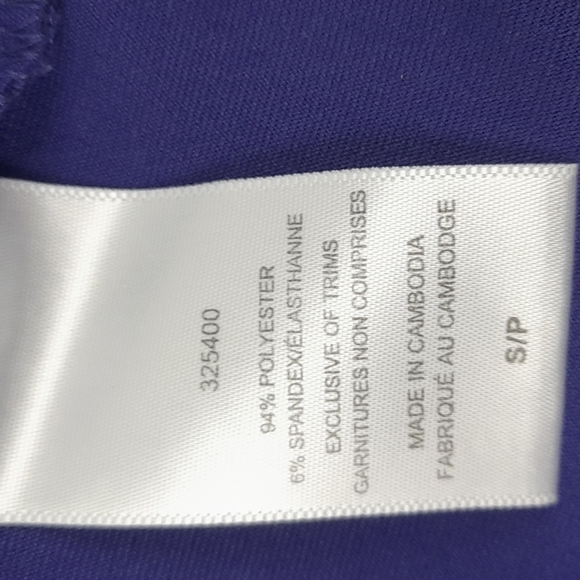 325400
94% POLYESTER
6% SPANDEX/ÉLASTHANNE
EXCLUSIVE OF TRIMS
GARNITURES NON COMPRISES
MADE IN CAMBODIA
FABRIQUÉ AU CAMBODGE
S/P